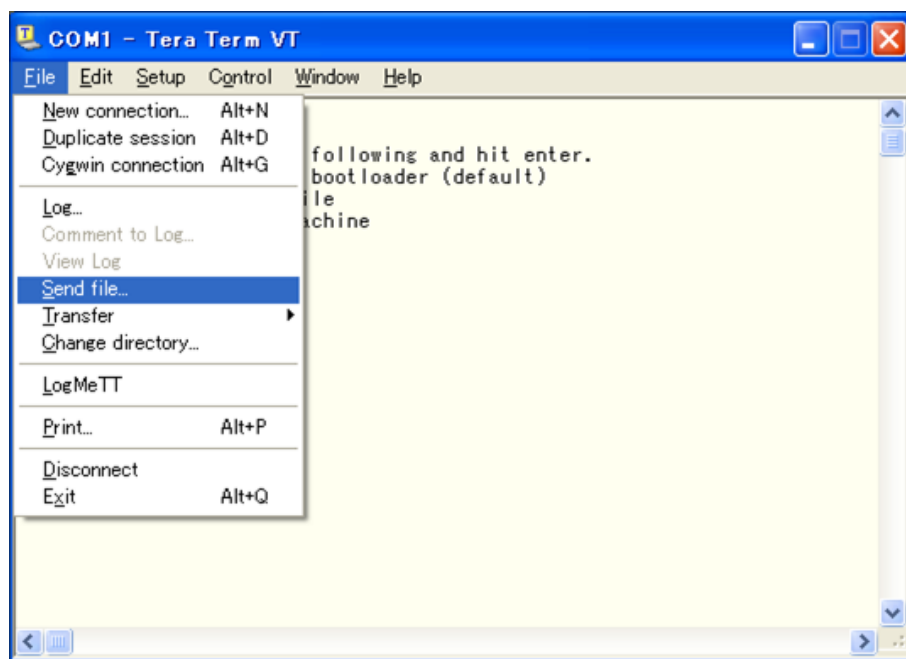 COM1 - Tera Term VT
File Edit Setup Control Window Help
New connection... Alt+N
Duplicate session Alt+D
Cygwin connection Alt+G
Log...
Comment to Log...
View Log
Send file...
Transfer
Change directory...
LogMeTT
Print... Alt+P
Disconnect
Exit Alt+Q
following and hit enter.
bootloader (default)
ile
achine